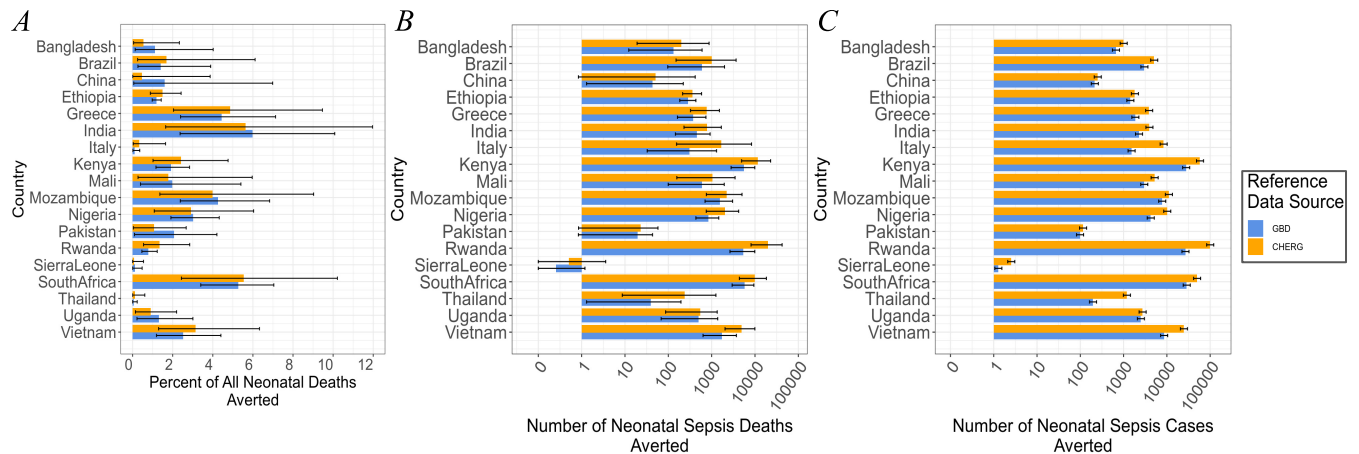 A
Country
Bangladesh
Brazil
China
Ethiopia
Greece
India
Italy
Kenya
Mali
Mozambique
Nigeria
Pakistan
Rwanda
SierraLeone
SouthAfrica
Thailand
Uganda
Vietnam
0 2 4 6 8 10 12
Percent of All Neonatal Deaths
Averted
B
Country
Bangladesh
Brazil
China
Ethiopia
Greece
India
Italy
Kenya
Mali
Mozambique
Nigeria
Pakistan
Rwanda
SierraLeone
SouthAfrica
Thailand
Uganda
Vietnam
0 1 10 100 1000 10000 100000
Number of Neonatal Sepsis Deaths
Averted
C
Country
Bangladesh
Brazil
China
Ethiopia
Greece
India
Italy
Kenya
Mali
Mozambique
Nigeria
Pakistan
Rwanda
SierraLeone
SouthAfrica
Thailand
Uganda
Vietnam
0 1 10 100 1000 10000 100000
Number of Neonatal Sepsis Cases
Averted
Reference
Data Source
GBD
CHERG